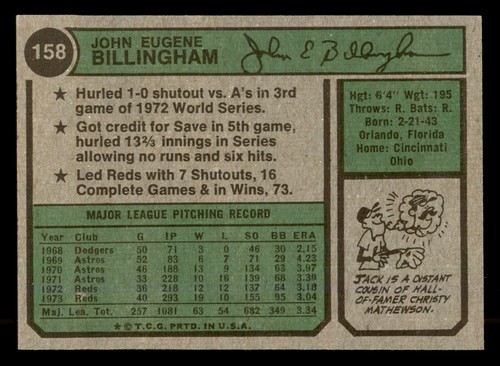 158
JOHN EUGENE
BILLINGHAM
John E Billingham
★ Hurled 1-0 shutout vs. A's in 3rd
game of 1972 World Series.
★ Got credit for Save in 5th game,
hurled 13⅔ innings in Series
allowing no runs and six hits.
★ Led Reds with 7 Shutouts, 16
Complete Games & in Wins, 73.
Hgt: 6'4" Wgt: 195
Throws: R. Bats: R.
Born: 2-21-43
Orlando, Florida
Home: Cincinnati
Ohio
MAJOR LEAGUE PITCHING RECORD
Year Club G IP W L SO BB ERA
1968 Dodgers 50 71 3 0 46 30 2.15
1969 Astros 52 83 6 7 71 29 4.23
1970 Astros 46 188 13 9 134 63 3.97
1971 Astros 33 228 10 16 139 68 3.39
1972 Reds 36 218 12 12 137 64 3.18
1973 Reds 40 293 19 10 155 95 3.04
Maj. Lea. Tot. 257 1081 63 54 682 349 3.34
* © T.C.G. PRTD. IN U.S.A.
JACK IS A DISTANT
COUSIN OF HALL-
OF-FAMER CHRISTY
MATHEWSON.